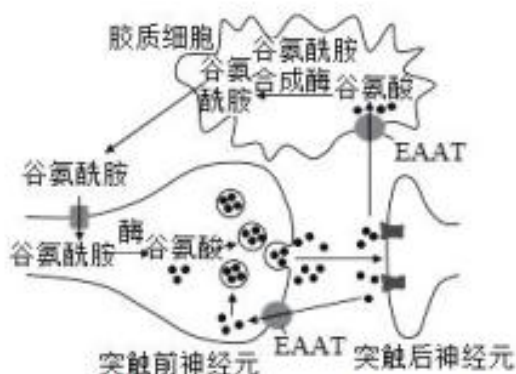 胶质细胞
谷氨酰胺
合成酶
谷氨
酰胺
谷氨酸
EAAT
谷氨酰胺
谷氨酰胺
酶
谷氨酸
EAAT
突触前神经元
突触后神经元